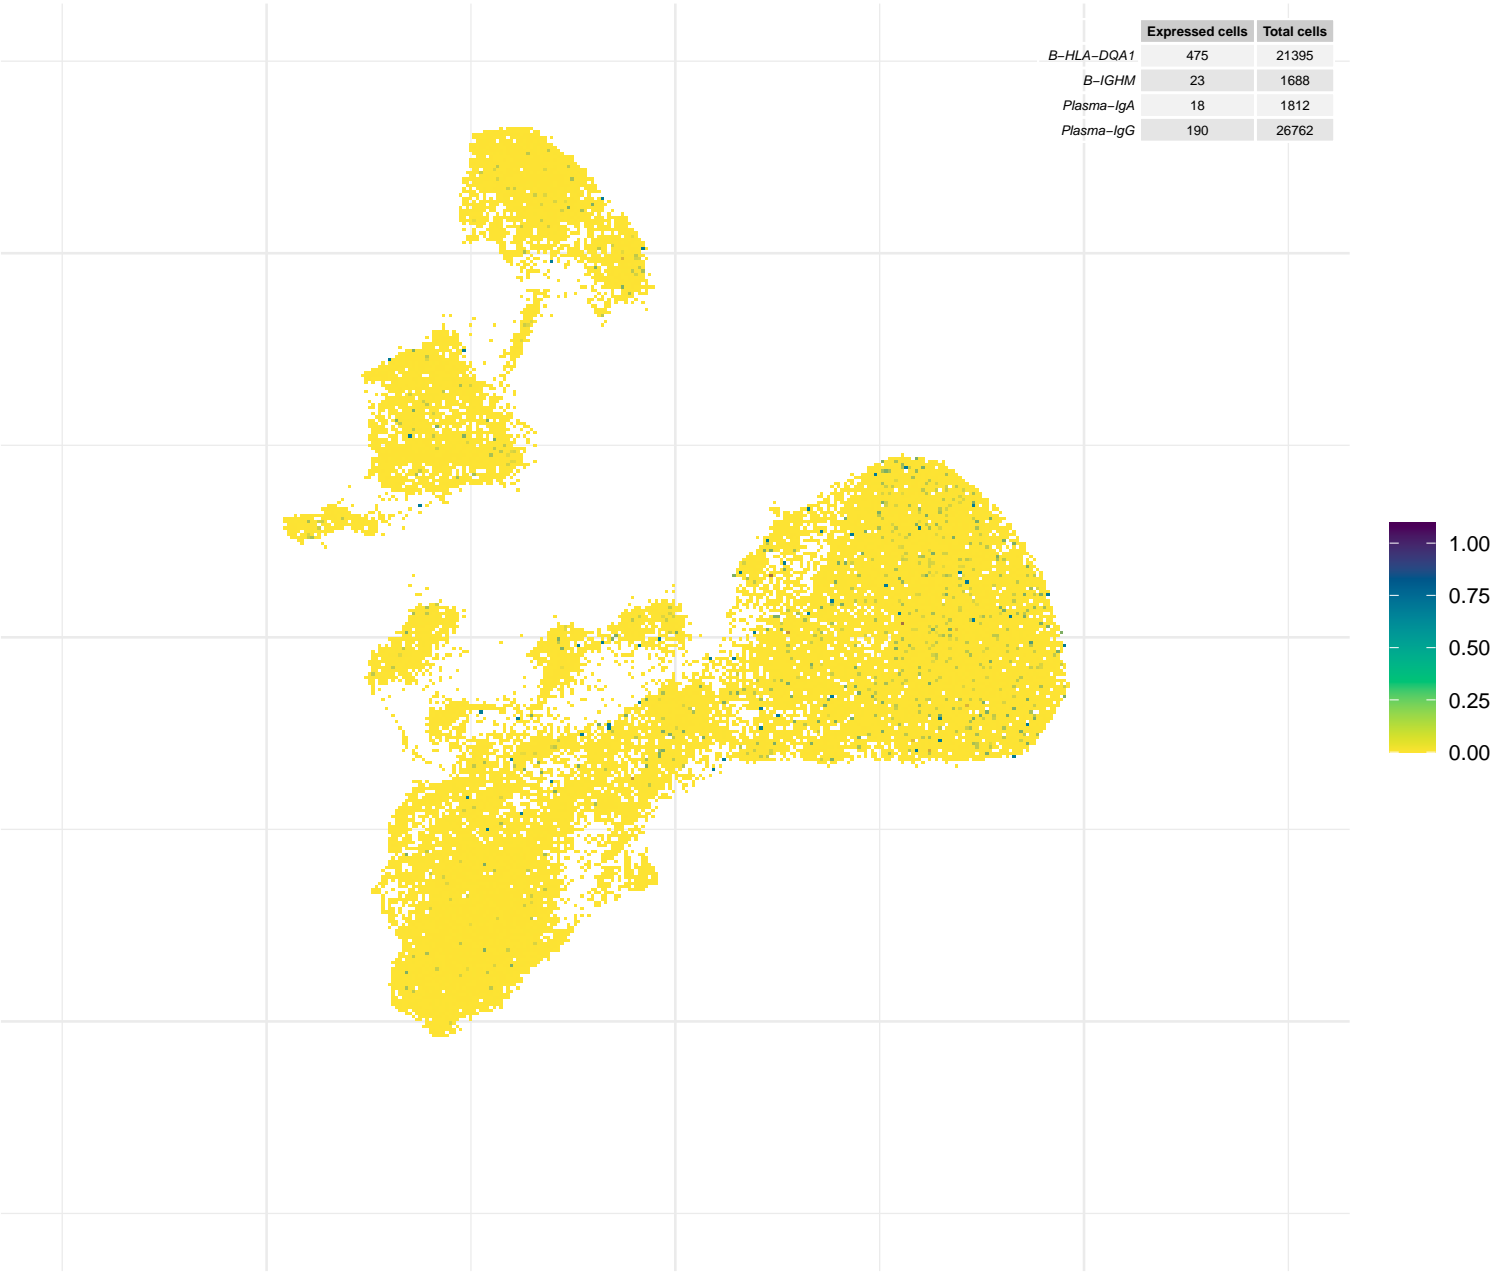 Expressed cells Total cells
B−HLA−DQA1 475 21395
B−IGHM 23 1688
Plasma−IgA 18 1812
Plasma−IgG 190 26762
1.00
0.75
0.50
0.25
0.00